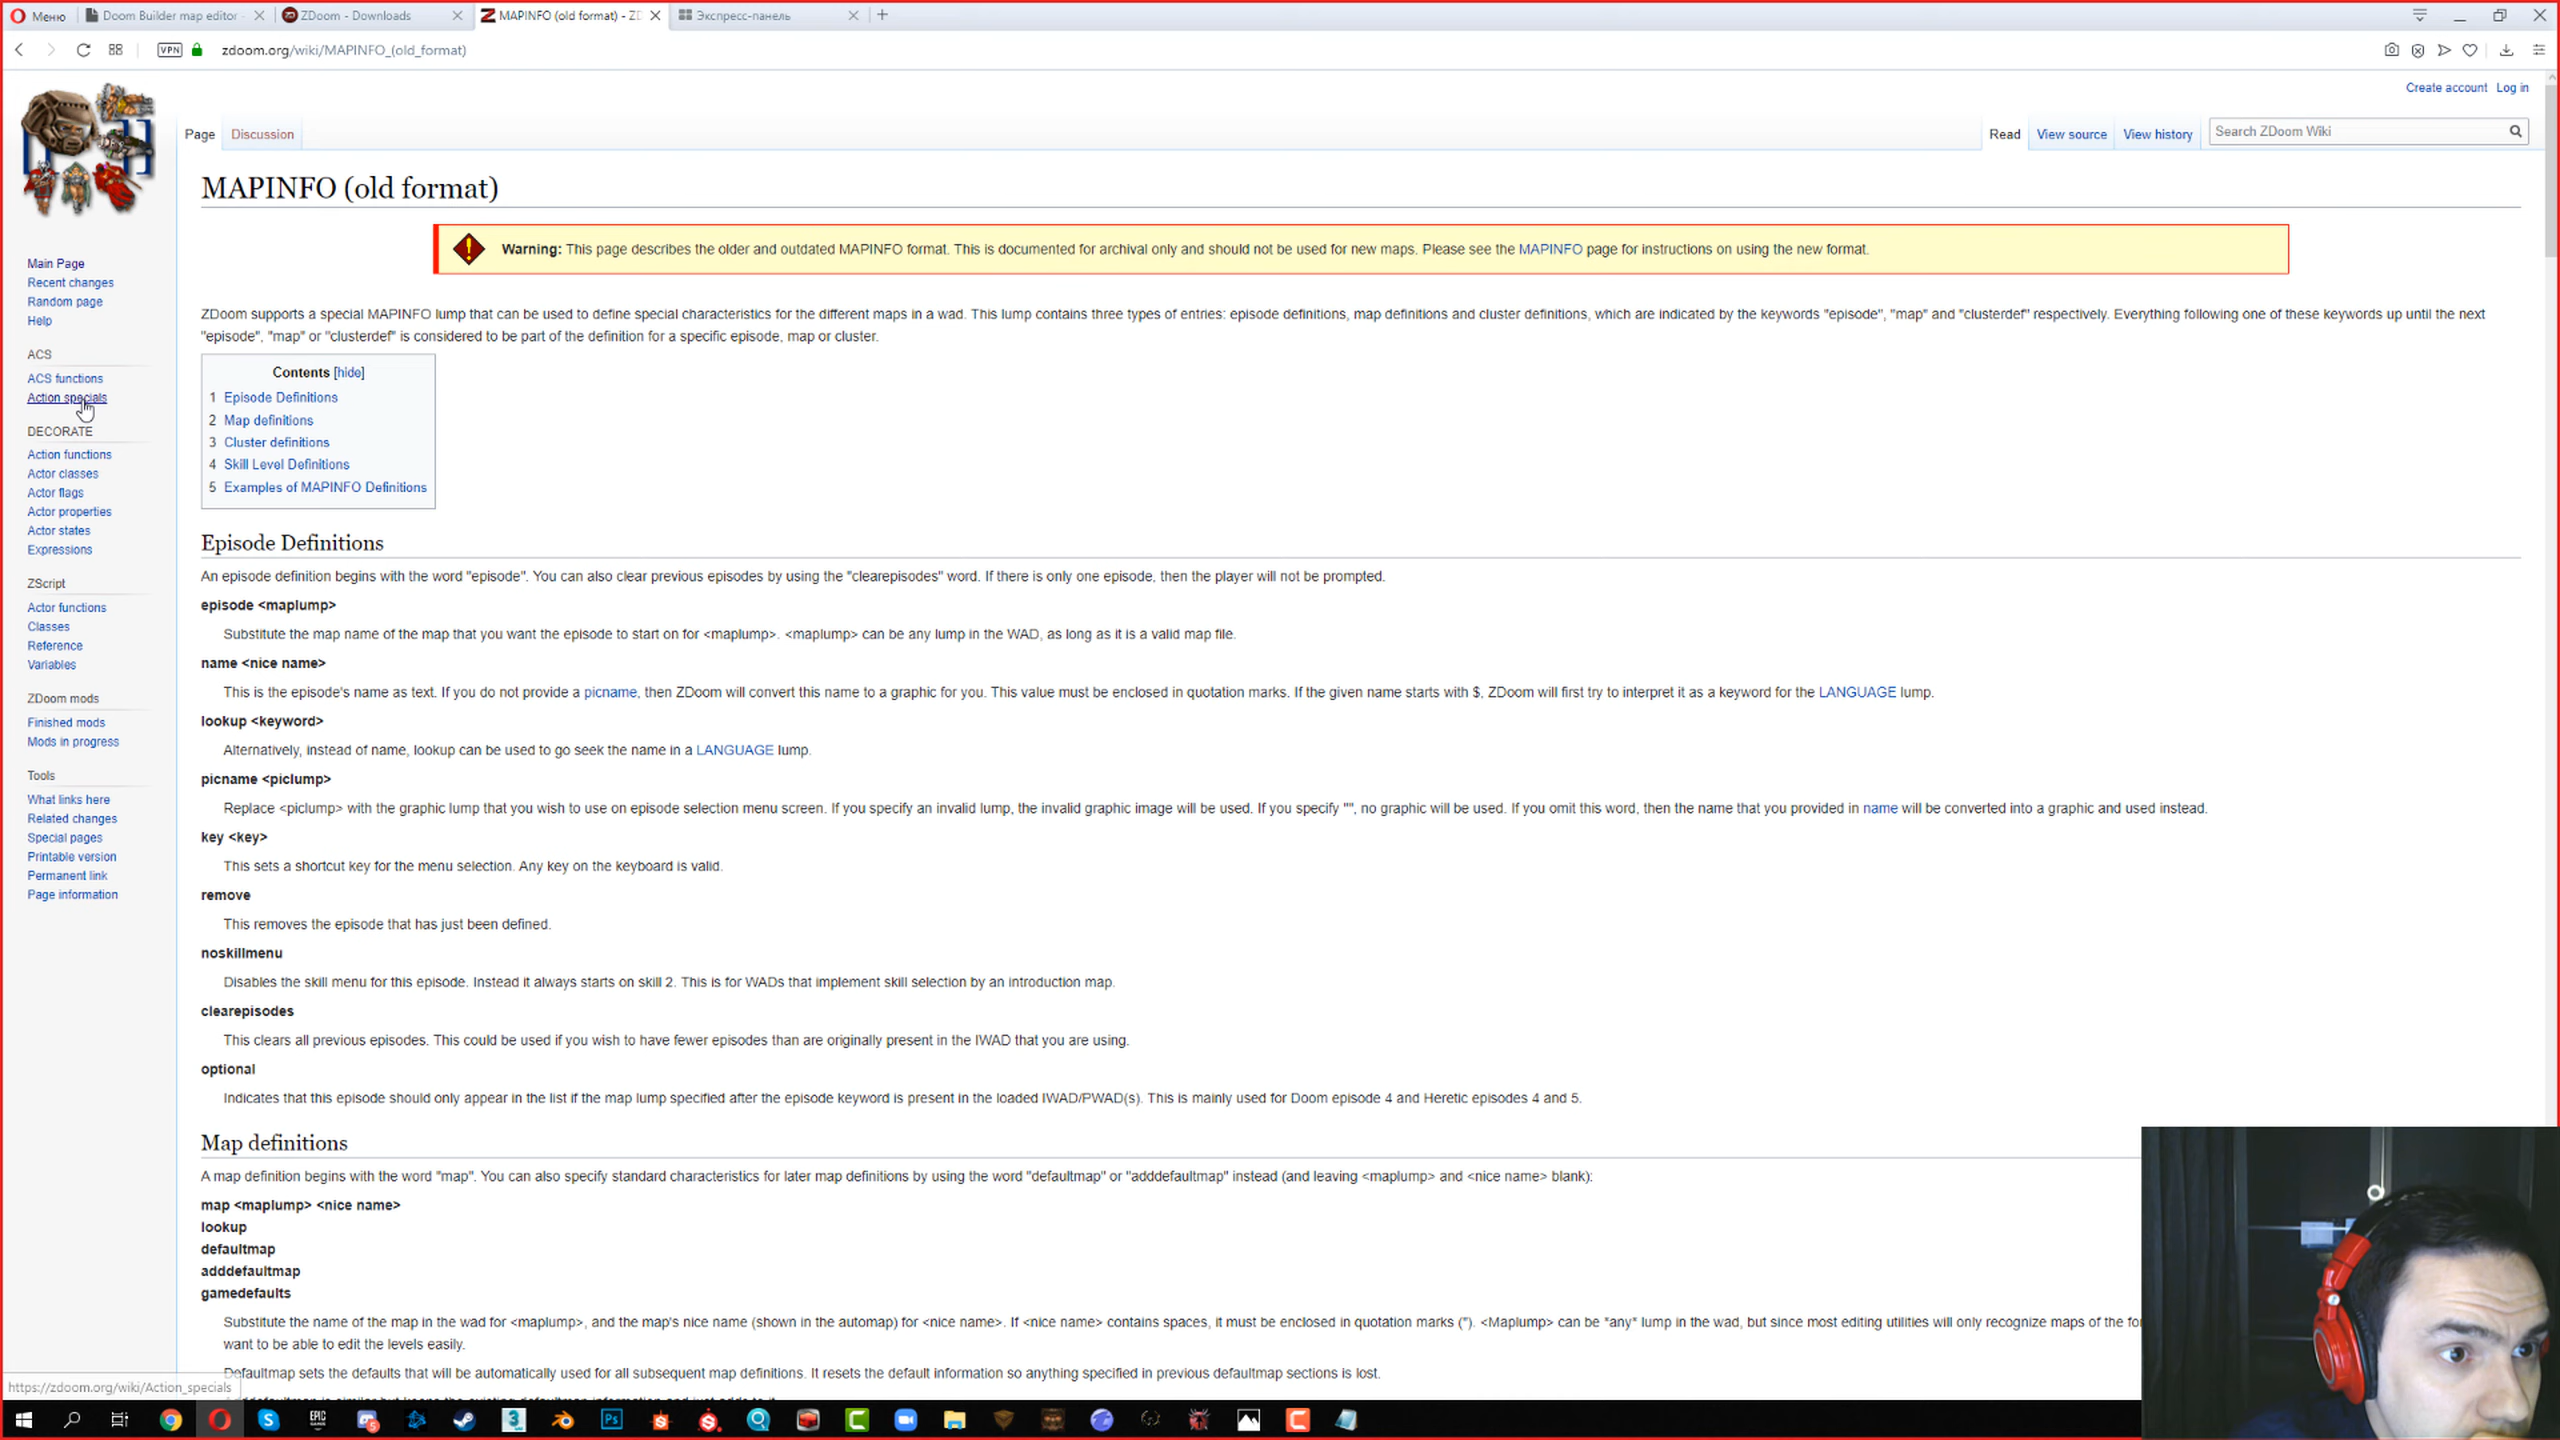 Меню
Doom Builder map editor -
ZDoom - Downloads
MAPINFO (old format) - ZD
Экспресс-панель
VPN
zdoom.org/wiki/MAPINFO_(old_format)
Create account Log in
Page Discussion
Read View source View history
Search ZDoom Wiki
MAPINFO (old format)
Warning: This page describes the older and outdated MAPINFO format. This is documented for archival only and should not be used for new maps. Please see the MAPINFO page for instructions on using the new format.
Main Page
Recent changes
Random page
Help
ACS
ACS functions
Action specials
DECORATE
Action functions
Actor classes
Actor flags
Actor properties
Actor states
Expressions
ZScript
Actor functions
Classes
Reference
Variables
ZDoom mods
Finished mods
Mods in progress
Tools
What links here
Related changes
Special pages
Printable version
Permanent link
Page information
ZDoom supports a special MAPINFO lump that can be used to define special characteristics for the different maps in a wad. This lump contains three types of entries: episode definitions, map definitions and cluster definitions, which are indicated by the keywords "episode", "map" and "clusterdef" respectively. Everything following one of these keywords up until the next
"episode", "map" or "clusterdef" is considered to be part of the definition for a specific episode, map or cluster.
Contents [hide]
1 Episode Definitions
2 Map definitions
3 Cluster definitions
4 Skill Level Definitions
5 Examples of MAPINFO Definitions
Episode Definitions
An episode definition begins with the word "episode". You can also clear previous episodes by using the "clearepisodes" word. If there is only one episode, then the player will not be prompted.
episode <maplump>
Substitute the map name of the map that you want the episode to start on for <maplump>. <maplump> can be any lump in the WAD, as long as it is a valid map file.
name <nice name>
This is the episode's name as text. If you do not provide a picname, then ZDoom will convert this name to a graphic for you. This value must be enclosed in quotation marks. If the given name starts with $, ZDoom will first try to interpret it as a keyword for the LANGUAGE lump.
lookup <keyword>
Alternatively, instead of name, lookup can be used to go seek the name in a LANGUAGE lump.
picname <piclump>
Replace <piclump> with the graphic lump that you wish to use on episode selection menu screen. If you specify an invalid lump, the invalid graphic image will be used. If you specify "", no graphic will be used. If you omit this word, then the name that you provided in name will be converted into a graphic and used instead.
key <key>
This sets a shortcut key for the menu selection. Any key on the keyboard is valid.
remove
This removes the episode that has just been defined.
noskillmenu
Disables the skill menu for this episode. Instead it always starts on skill 2. This is for WADs that implement skill selection by an introduction map.
clearepisodes
This clears all previous episodes. This could be used if you wish to have fewer episodes than are originally present in the IWAD that you are using.
optional
Indicates that this episode should only appear in the list if the map lump specified after the episode keyword is present in the loaded IWAD/PWAD(s). This is mainly used for Doom episode 4 and Heretic episodes 4 and 5.
Map definitions
A map definition begins with the word "map". You can also specify standard characteristics for later map definitions by using the word "defaultmap" or "adddefaultmap" instead (and leaving <maplump> and <nice name> blank):
map <maplump> <nice name>
lookup
defaultmap
adddefaultmap
gamedefaults
Substitute the name of the map in the wad for <maplump>, and the map's nice name (shown in the automap) for <nice name>. If <nice name> contains spaces, it must be enclosed in quotation marks ("). <Maplump> can be *any* lump in the wad, but since most editing utilities will only recognize maps of the for
want to be able to edit the levels easily.
Defaultmap sets the defaults that will be automatically used for all subsequent map definitions. It resets the default information so anything specified in previous defaultmap sections is lost.
https://zdoom.org/wiki/Action_specials